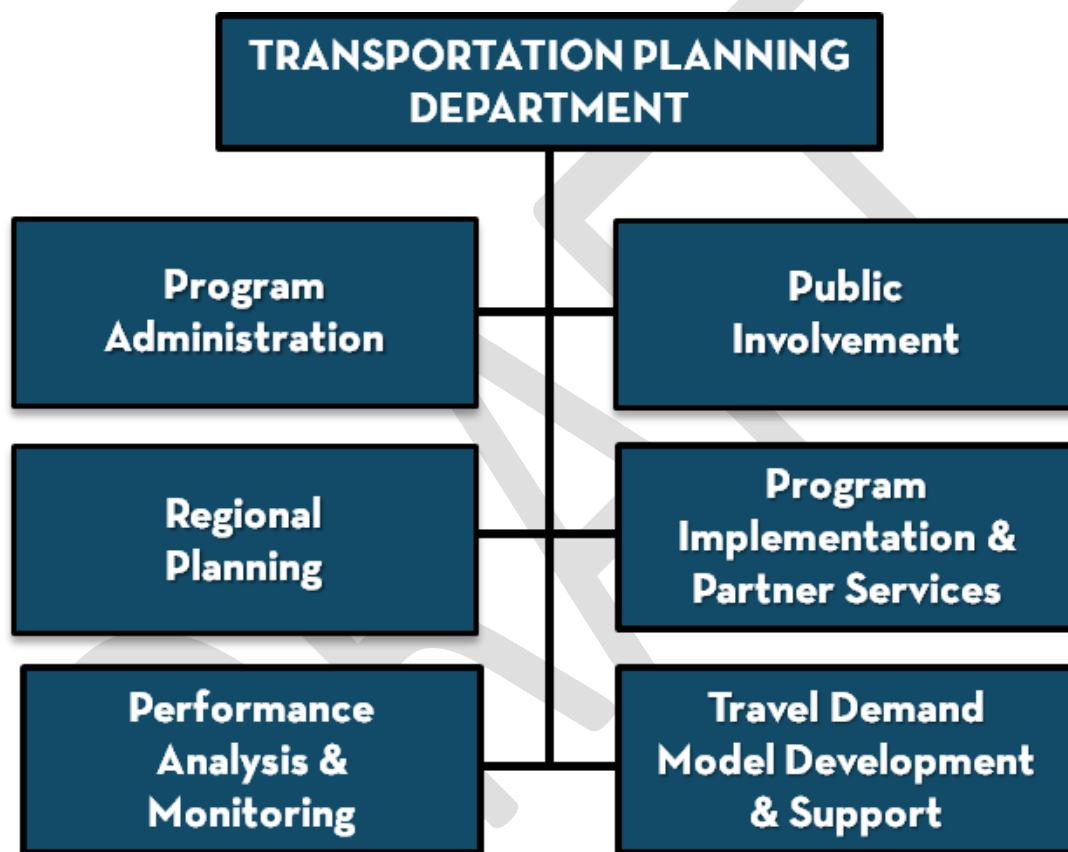 TRANSPORTATION PLANNING
DEPARTMENT
Program
Administration
Public
Involvement
Regional
Planning
Program
Implementation &
Partner Services
Performance
Analysis &
Monitoring
Travel Demand
Model Development
& Support